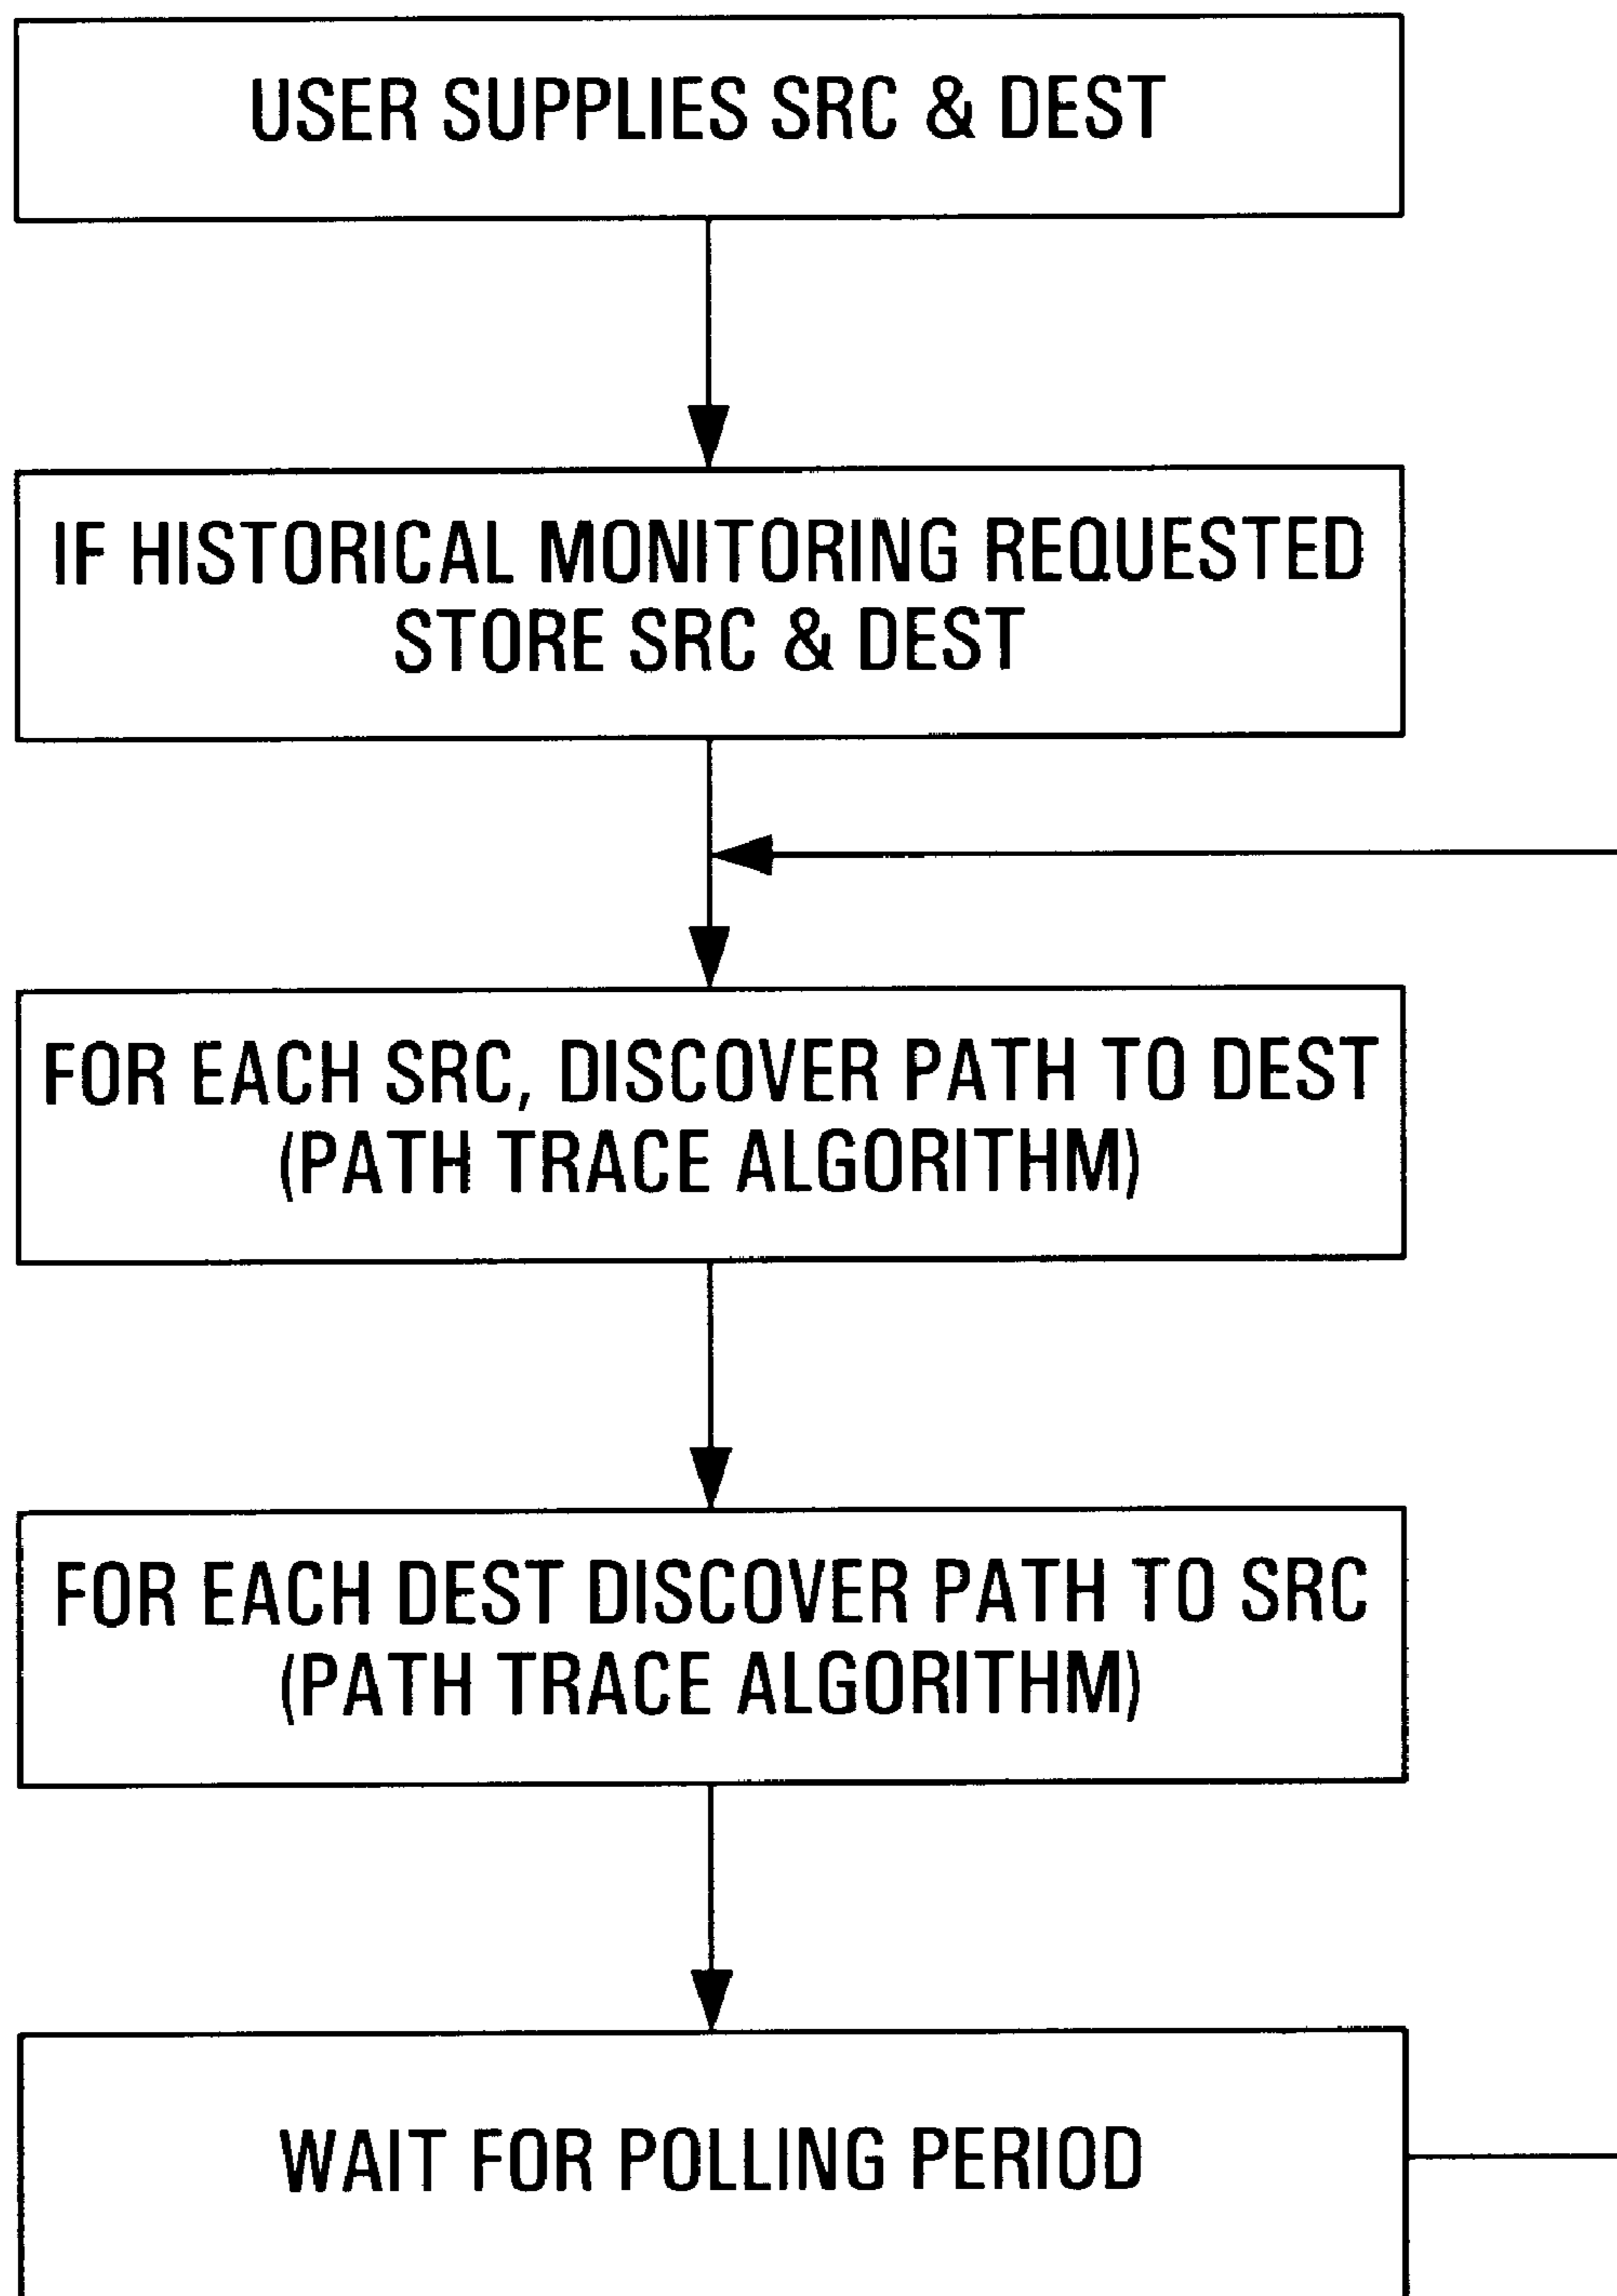 USER SUPPLIES SRC & DEST
IF HISTORICAL MONITORING REQUESTED
STORE SRC & DEST
FOR EACH SRC, DISCOVER PATH TO DEST
(PATH TRACE ALGORITHM)
FOR EACH DEST DISCOVER PATH TO SRC
(PATH TRACE ALGORITHM)
WAIT FOR POLLING PERIOD